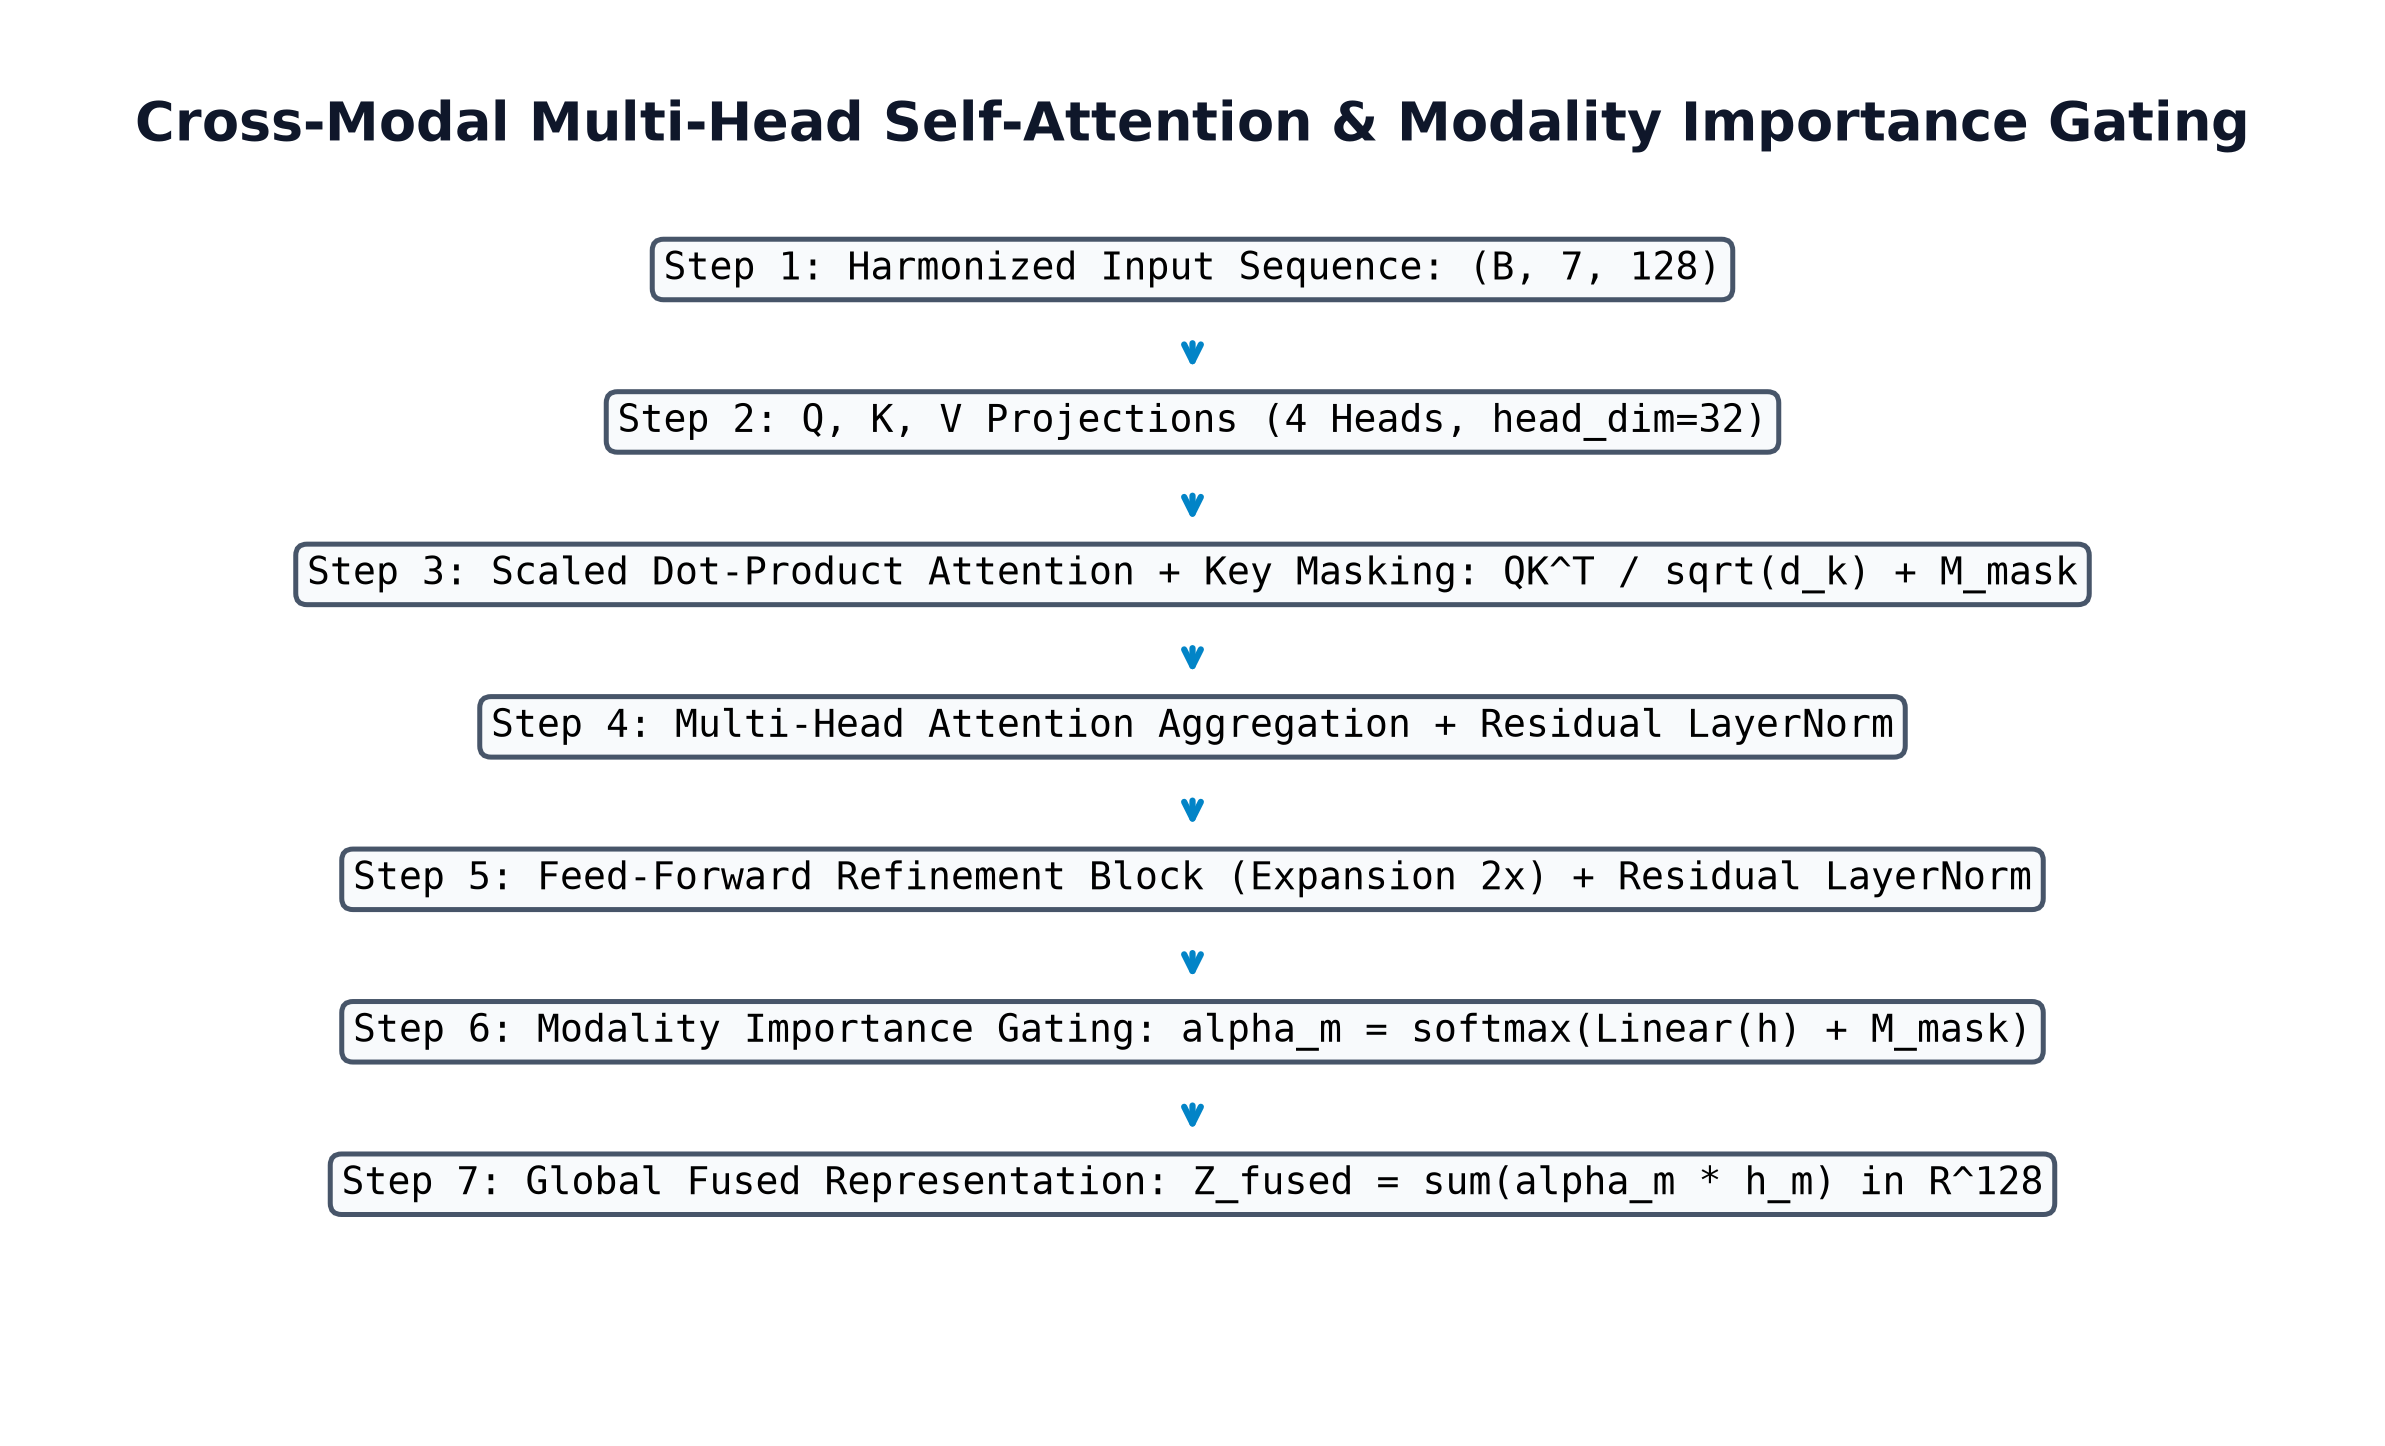 Cross-Modal Multi-Head Self-Attention & Modality Importance Gating
Step 1: Harmonized Input Sequence: (B, 7, 128)
Step 2: Q, K, V Projections (4 Heads, head_dim=32)
Step 3: Scaled Dot-Product Attention + Key Masking: QK^T / sqrt(d_k) + M_mask
Step 4: Multi-Head Attention Aggregation + Residual LayerNorm
Step 5: Feed-Forward Refinement Block (Expansion 2x) + Residual LayerNorm
Step 6: Modality Importance Gating: alpha_m = softmax(Linear(h) + M_mask)
Step 7: Global Fused Representation: Z_fused = sum(alpha_m * h_m) in R^128